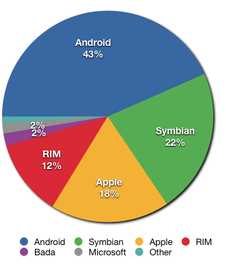 Android
43%
Symbian
22%
Apple
18%
RIM
12%
2%
2%
Android Symbian Apple RIM
Bada Microsoft Other